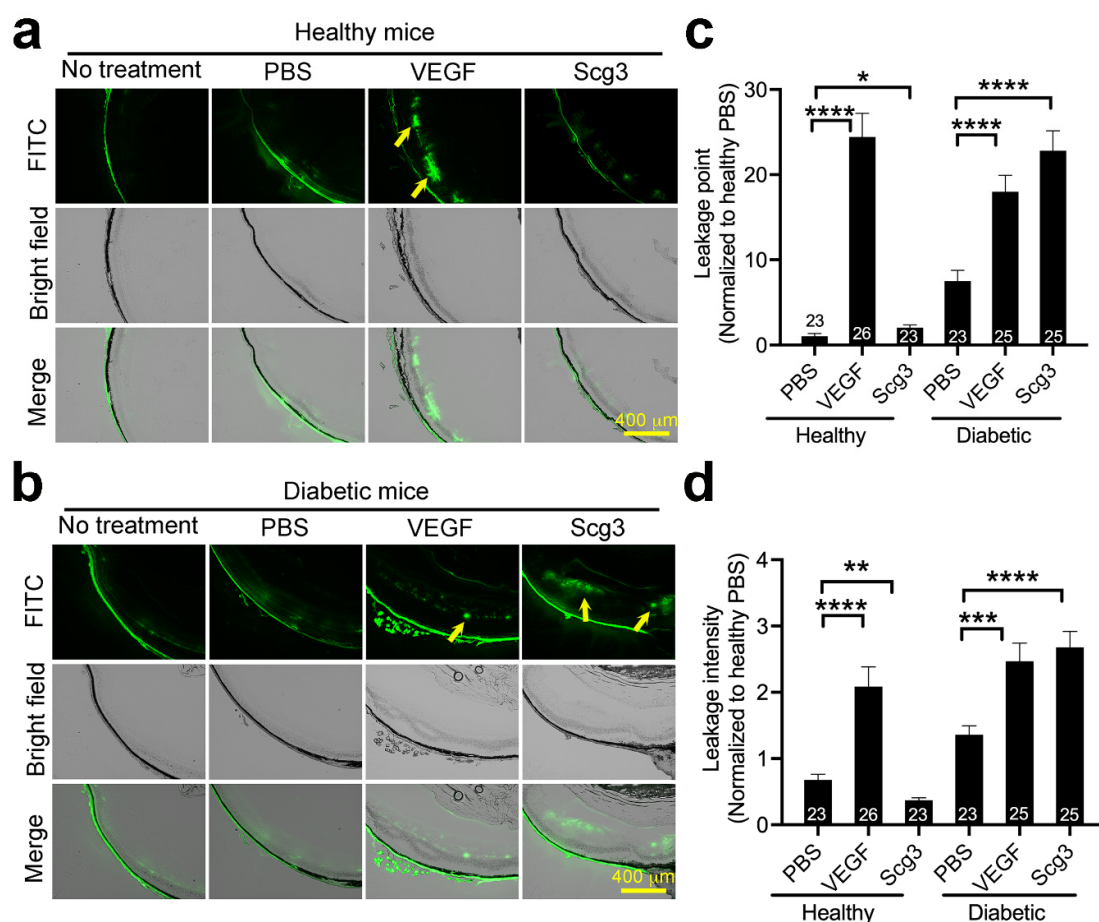 a
Healthy mice
No treatment
PBS
VEGF
Scg3
FITC
Bright field
Merge
400 μm
b
Diabetic mice
No treatment
PBS
VEGF
Scg3
FITC
Bright field
Merge
400 μm
c
Leakage point
(Normalized to healthy PBS)
30
20
10
0
*
****
****
****
23
26
23
23
25
25
PBS
VEGF
Scg3
PBS
VEGF
Scg3
Healthy
Diabetic
d
Leakage intensity
(Normalized to healthy PBS)
4
3
2
1
0
**
****
****
***
23
26
23
23
25
25
PBS
VEGF
Scg3
PBS
VEGF
Scg3
Healthy
Diabetic